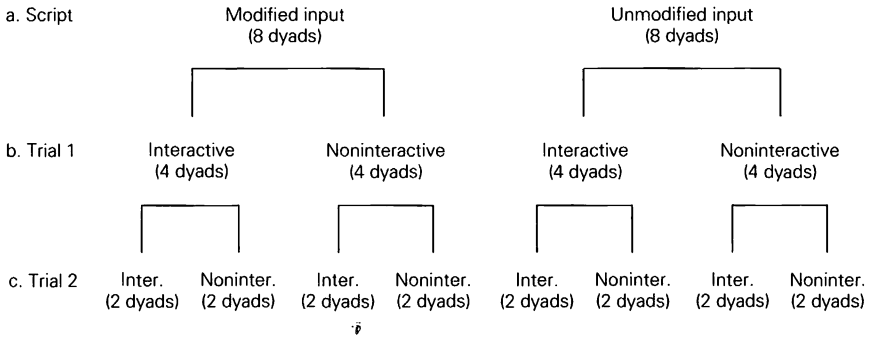 a. Script Modified input Unmodified input
(8 dyads) (8 dyads)
b. Trial 1 Interactive Noninteractive Interactive Noninteractive
(4 dyads) (4 dyads) (4 dyads) (4 dyads)
c. Trial 2 Inter. Noninter. Inter. Noninter. Inter. Noninter. Inter. Noninter.
(2 dyads) (2 dyads) (2 dyads) (2 dyads) (2 dyads) (2 dyads) (2 dyads) (2 dyads)